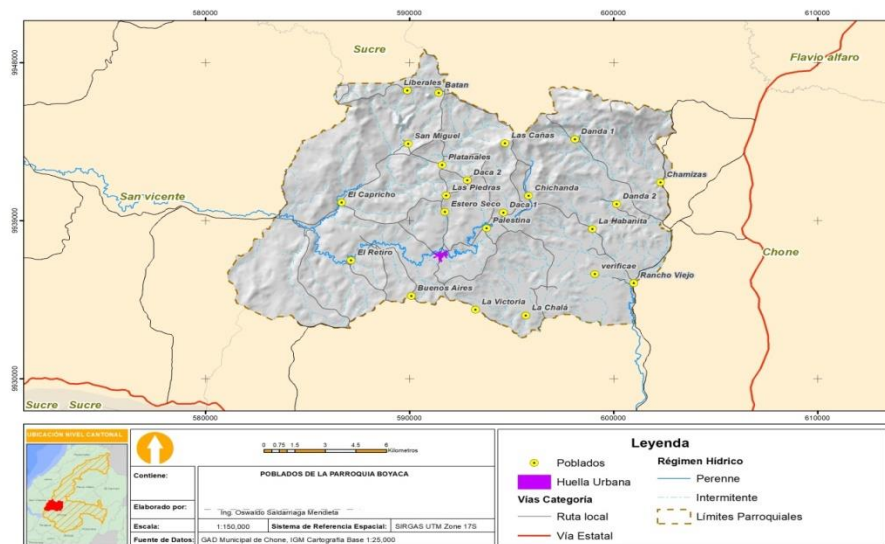 580000 590000 600000 610000
9948000
9939000
9930000
Sucre
Flavio alfaro
San vicente
Chone
Sucre Sucre
Liberales
Batan
San Miguel
Las Cañas
Danda 1
Platanales
Daca 2
Chamizas
Las Piedras
Chichanda
El Capricho
Estero Seco
Daca 1
Danda 2
Palestina
La Habanita
El Retiro
verificae
Rancho Viejo
Buenos Aires
La Victoria
La Chalá
580000 590000 600000 610000
UBICACIÓN NIVEL CANTONAL
0 0.75 1.5 3 4.5 6
Kilometros
Contiene:
POBLADOS DE LA PARROQUIA BOYACA
Elaborado por:
Ing. Oswaldo Santamaga Mendieta
Escala:
1:150,000
Sistema de Referencia Espacial:
SIRGAS UTM Zone 17S
Fuente de Datos:
GAD Municipal de Chone, IGM Cartografía Base 1:25,000
Leyenda
Poblados
Huella Urbana
Vías Categoría
Ruta local
Vía Estatal
Régimen Hídrico
Perenne
Intermitente
Límites Parroquiales